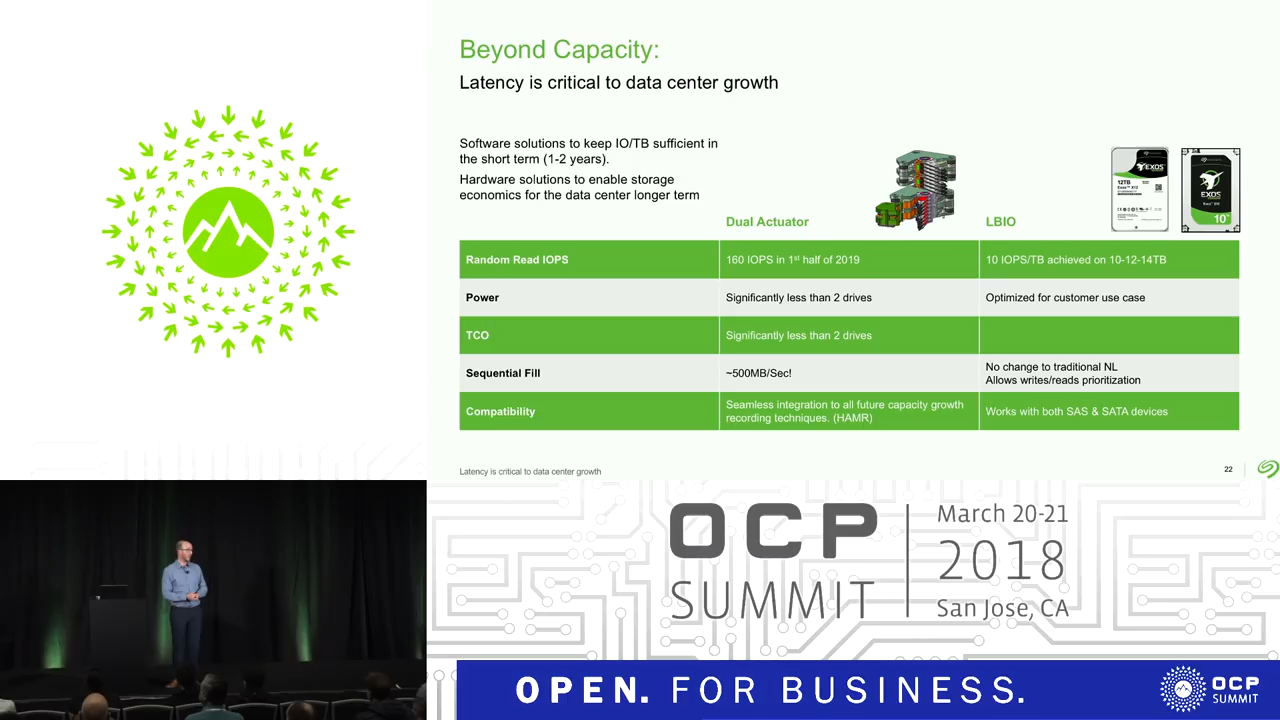 Beyond Capacity:
Latency is critical to data center growth
Software solutions to keep IO/TB sufficient in
the short term (1-2 years).
Hardware solutions to enable storage
economics for the data center longer term
Dual Actuator
LBIO
12TB
EXOS
EXOS
10
Random Read IOPS
160 IOPS in 1st half of 2019
10 IOPS/TB achieved on 10-12-14TB
Power
Significantly less than 2 drives
Optimized for customer use case
TCO
Significantly less than 2 drives
Sequential Fill
~500MB/Sec!
No change to traditional NL
Allows writes/reads prioritization
Compatibility
Seamless integration to all future capacity growth
recording techniques. (HAMR)
Works with both SAS & SATA devices
Latency is critical to data center growth
22
OCP
SUMMIT
March 20-21
2018
San Jose, CA
OPEN. FOR BUSINESS.
OCP
SUMMIT